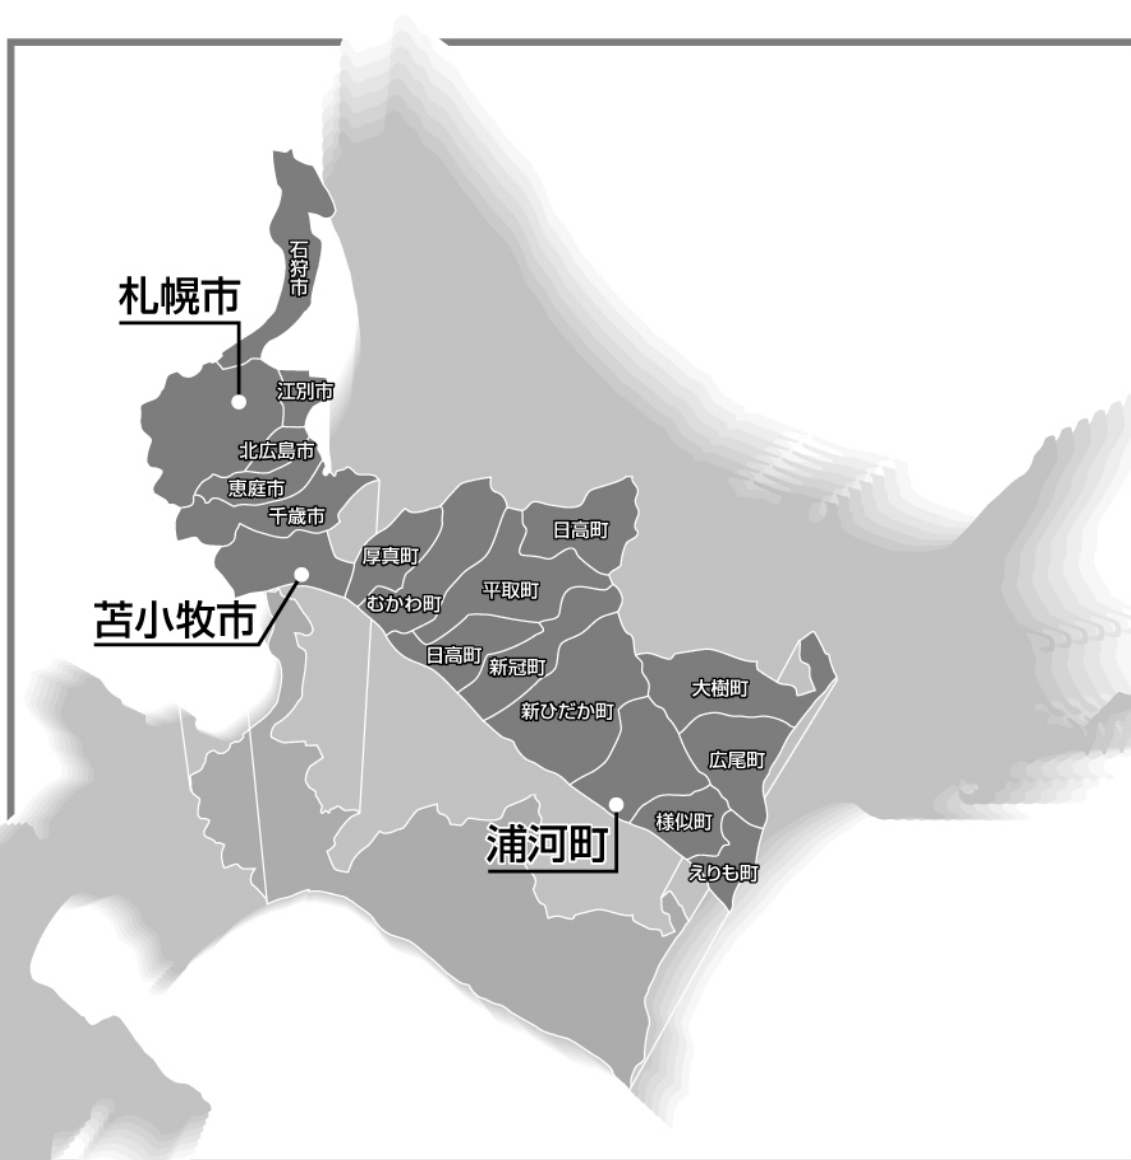 石狩市
札幌市
江別市
北広島市
恵庭市
千歳市
日高町
厚真町
平取町
むかわ町
苫小牧市
日高町
新冠町
大樹町
新ひだか町
広尾町
様似町
浦河町
えりも町